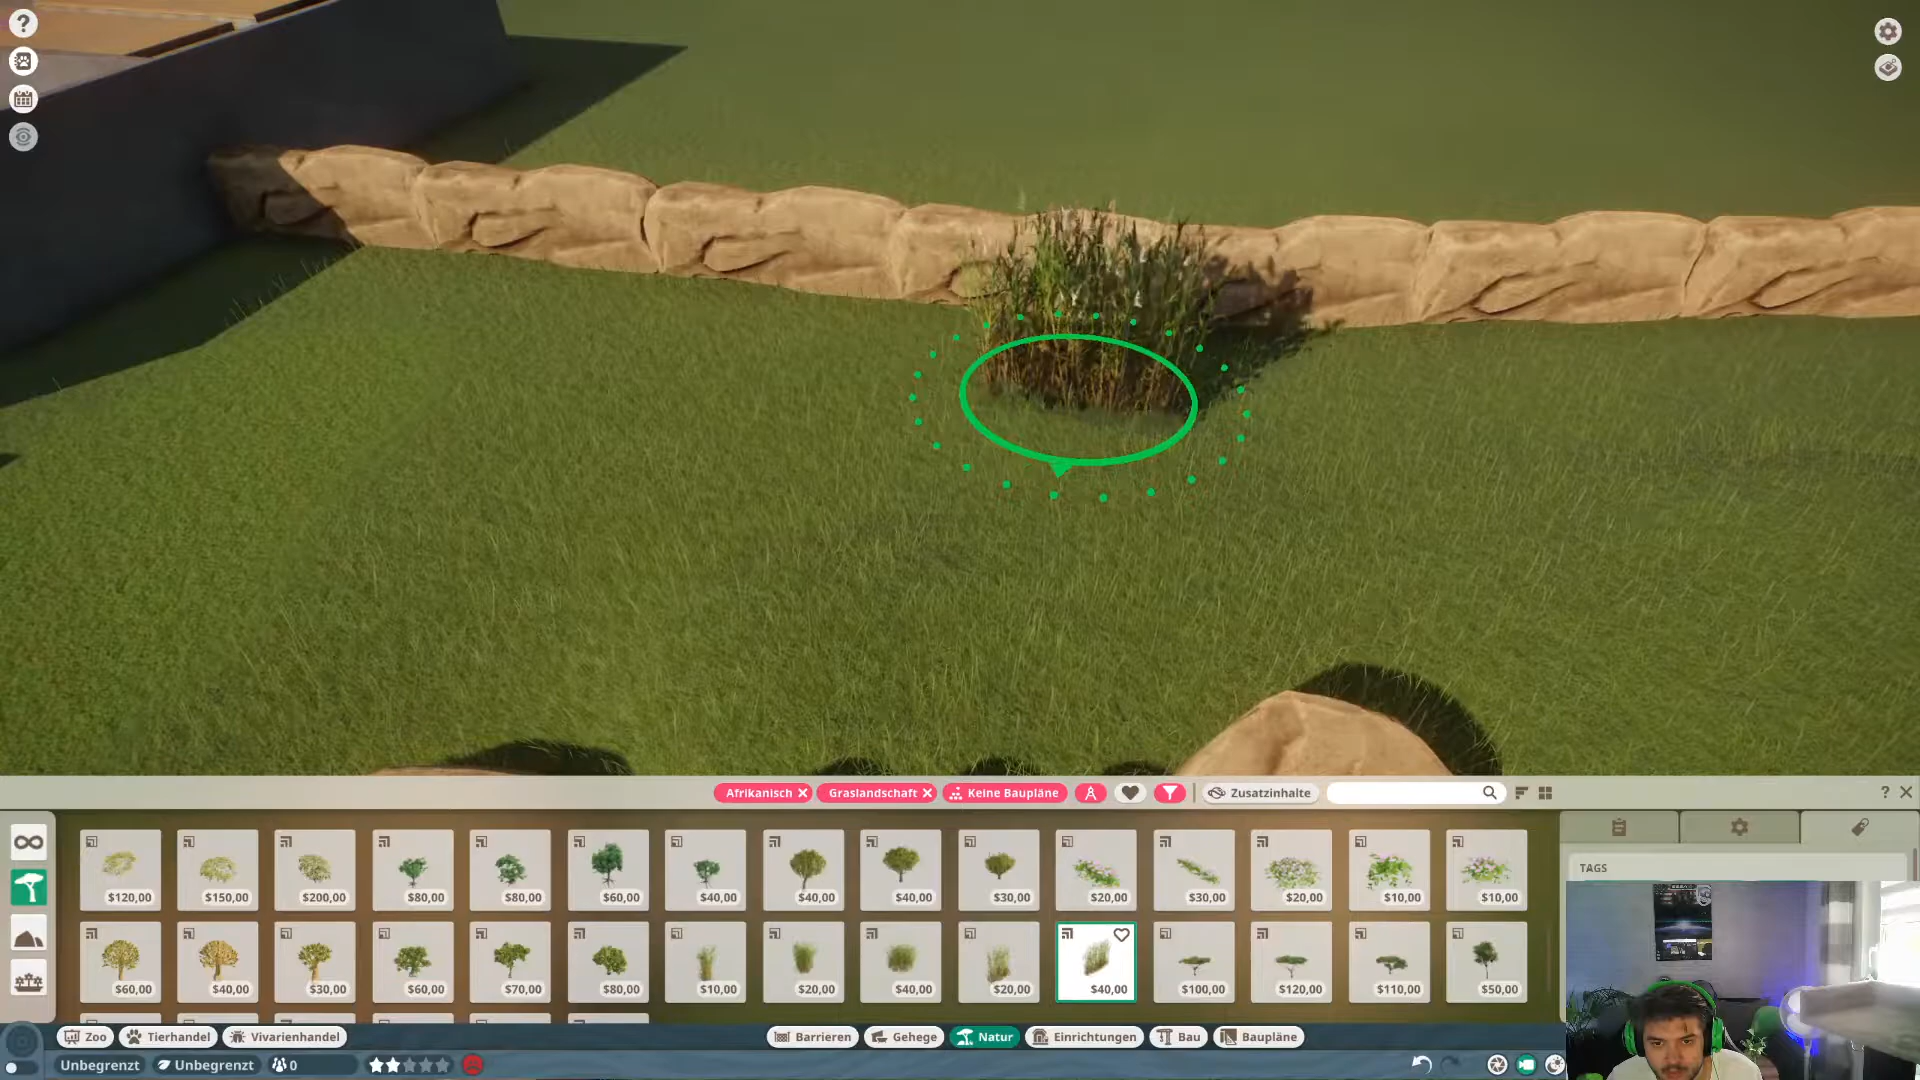 Afrikanisch
Graslandschaft
Keine Baupläne
Zusatzinhalte
?
?
TAGS
$120,00 $150,00 $200,00 $80,00 $80,00 $60,00 $40,00 $40,00 $40,00 $30,00 $20,00 $30,00 $20,00 $10,00 $10,00
$60,00 $40,00 $30,00 $60,00 $70,00 $80,00 $10,00 $20,00 $40,00 $20,00 $40,00 $100,00 $120,00 $110,00 $50,00
Zoo Tierhandel Vivarienhandel Barrieren Gehege Natur Einrichtungen Bau Baupläne
Unbegrenzt Unbegrenzt 0